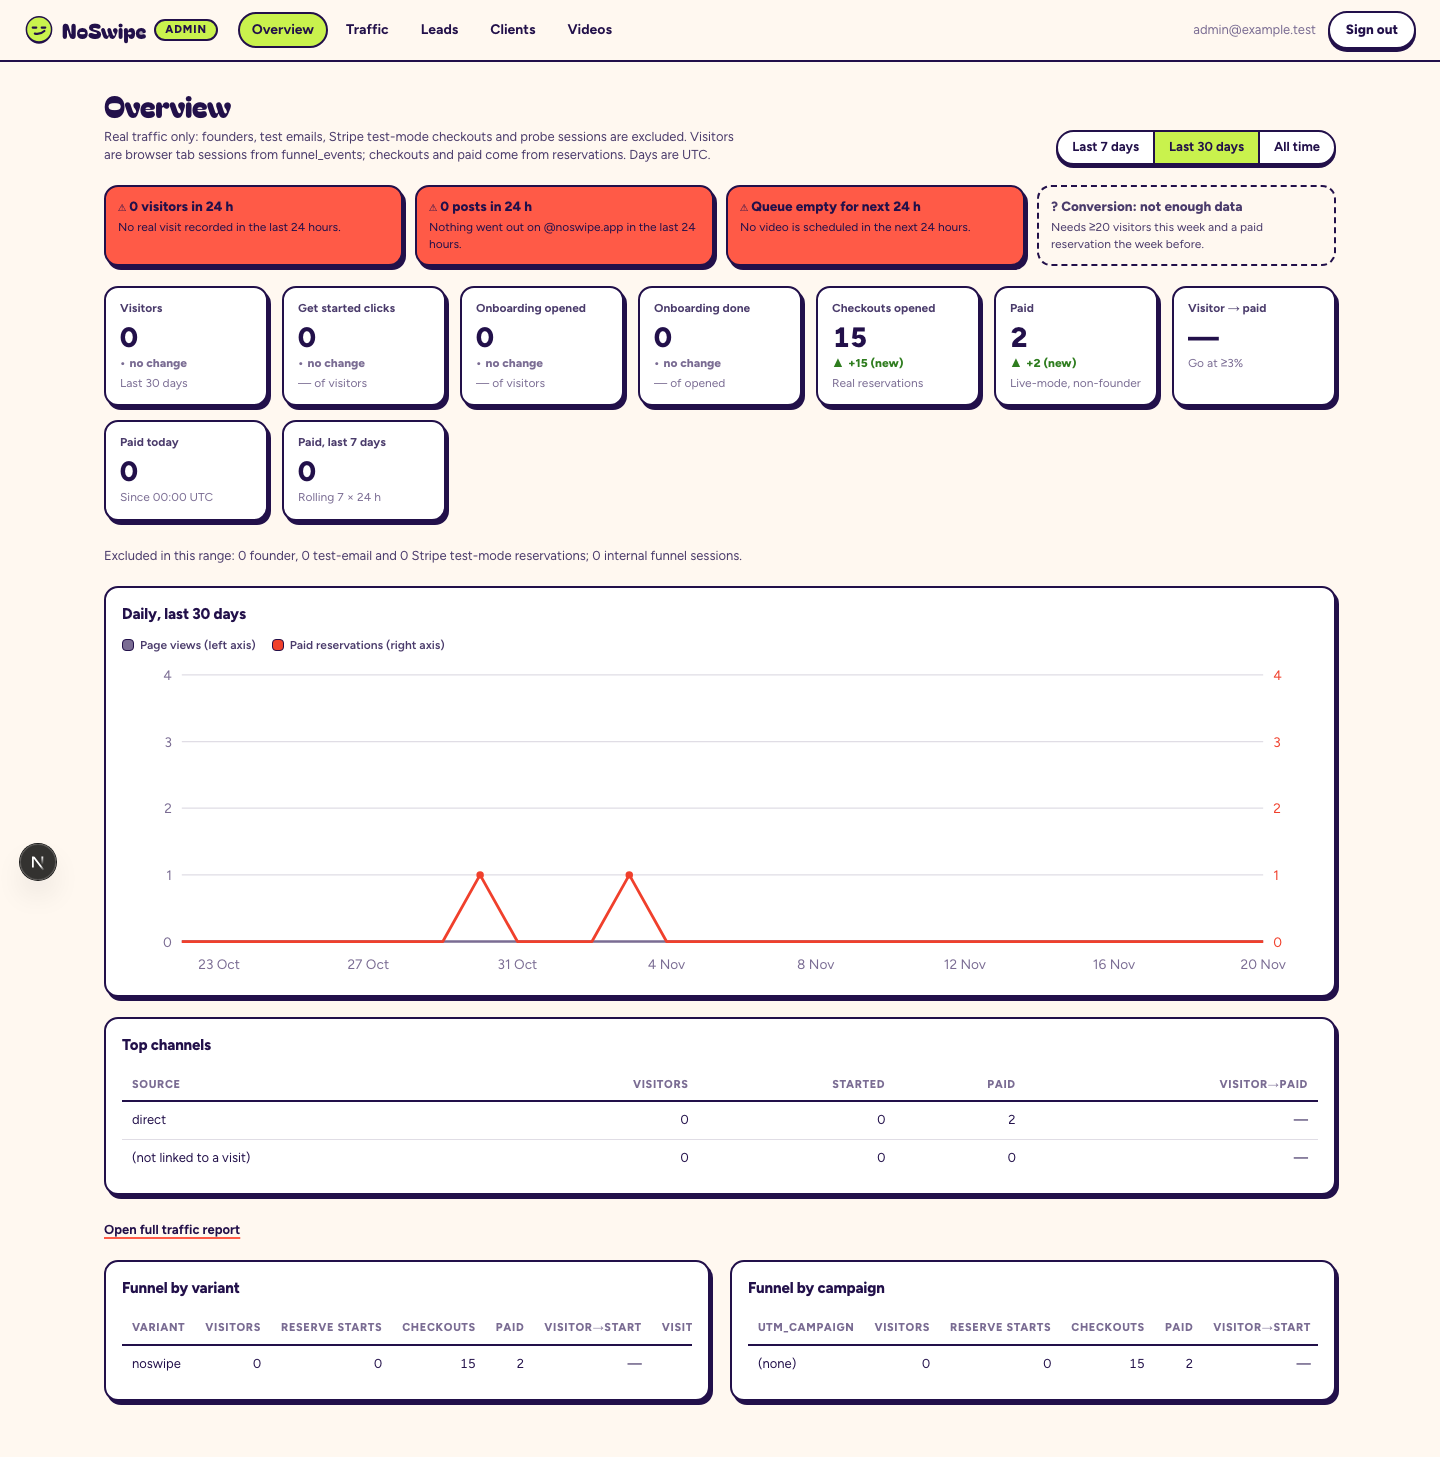 NoSwipe ADMIN Overview Traffic Leads Clients Videos admin@example.test Sign out
Overview
Real traffic only: founders, test emails, Stripe test-mode checkouts and probe sessions are excluded. Visitors
are browser tab sessions from funnel_events; checkouts and paid come from reservations. Days are UTC.
Last 7 days Last 30 days All time
⚠ 0 visitors in 24 h
No real visit recorded in the last 24 hours.
⚠ 0 posts in 24 h
Nothing went out on @noswipe.app in the last 24
hours.
⚠ Queue empty for next 24 h
No video is scheduled in the next 24 hours.
? Conversion: not enough data
Needs ≥20 visitors this week and a paid
reservation the week before.
Visitors
0
• no change
Last 30 days
Get started clicks
0
• no change
— of visitors
Onboarding opened
0
• no change
— of visitors
Onboarding done
0
• no change
— of opened
Checkouts opened
15
▲ +15 (new)
Real reservations
Paid
2
▲ +2 (new)
Live-mode, non-founder
Visitor → paid
—
Go at ≥3%
Paid today
0
Since 00:00 UTC
Paid, last 7 days
0
Rolling 7 × 24 h
Excluded in this range: 0 founder, 0 test-email and 0 Stripe test-mode reservations; 0 internal funnel sessions.
Daily, last 30 days
Page views (left axis) Paid reservations (right axis)
4 4
3 3
2 2
1 1
0 0
23 Oct 27 Oct 31 Oct 4 Nov 8 Nov 12 Nov 16 Nov 20 Nov
N
Top channels
SOURCE VISITORS STARTED PAID VISITOR→PAID
direct 0 0 2 —
(not linked to a visit) 0 0 0 —
Open full traffic report
Funnel by variant
VARIANT VISITORS RESERVE STARTS CHECKOUTS PAID VISITOR→START VISIT
noswipe 0 0 15 2 —
Funnel by campaign
UTM_CAMPAIGN VISITORS RESERVE STARTS CHECKOUTS PAID VISITOR→START
(none) 0 0 15 2 —